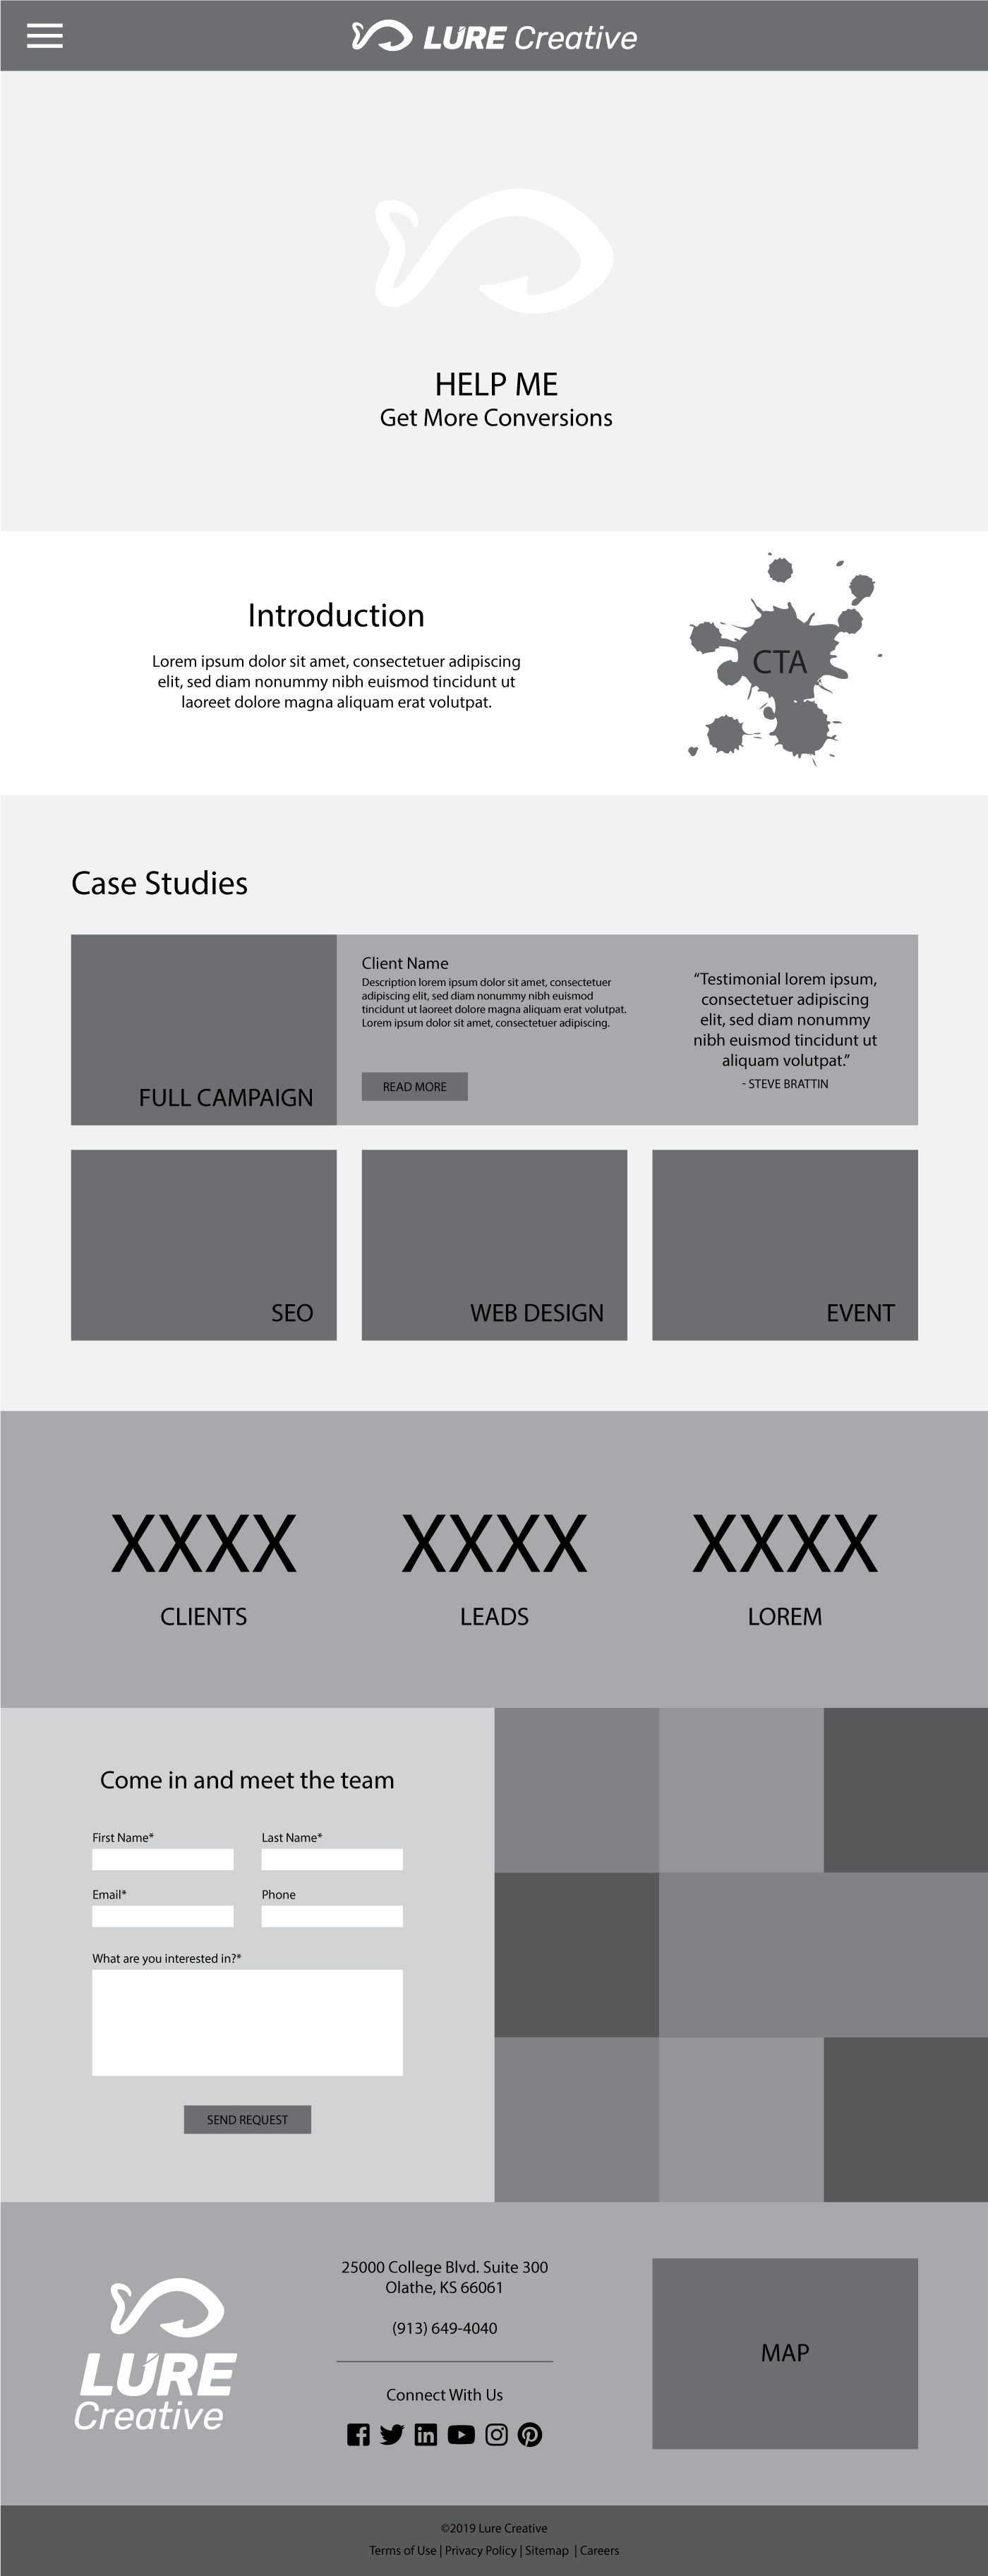 LURE Creative
HELP ME
Get More Conversions
Introduction
Lorem ipsum dolor sit amet, consectetuer adipiscing
elit, sed diam nonummy nibh euismod tincidunt ut
laoreet dolore magna aliquam erat volutpat.
CTA
Case Studies
FULL CAMPAIGN
Client Name
Description lorem ipsum dolor sit amet, consectetuer
adipiscing elit, sed diam nonummy nibh euismod
tincidunt ut laoreet dolore magna aliquam erat volutpat.
Lorem ipsum dolor sit amet, consectetuer adipiscing.
READ MORE
“Testimonial lorem ipsum,
consectetuer adipiscing
elit, sed diam nonummy
nibh euismod tincidunt ut
aliquam volutpat.”
- STEVE BRATTIN
SEO
WEB DESIGN
EVENT
XXXX
CLIENTS
XXXX
LEADS
XXXX
LOREM
Come in and meet the team
First Name*
Last Name*
Email*
Phone
What are you interested in?*
SEND REQUEST
LURE
Creative
25000 College Blvd. Suite 300
Olathe, KS 66061
(913) 649-4040
Connect With Us
MAP
©2019 Lure Creative
Terms of Use | Privacy Policy | Sitemap | Careers